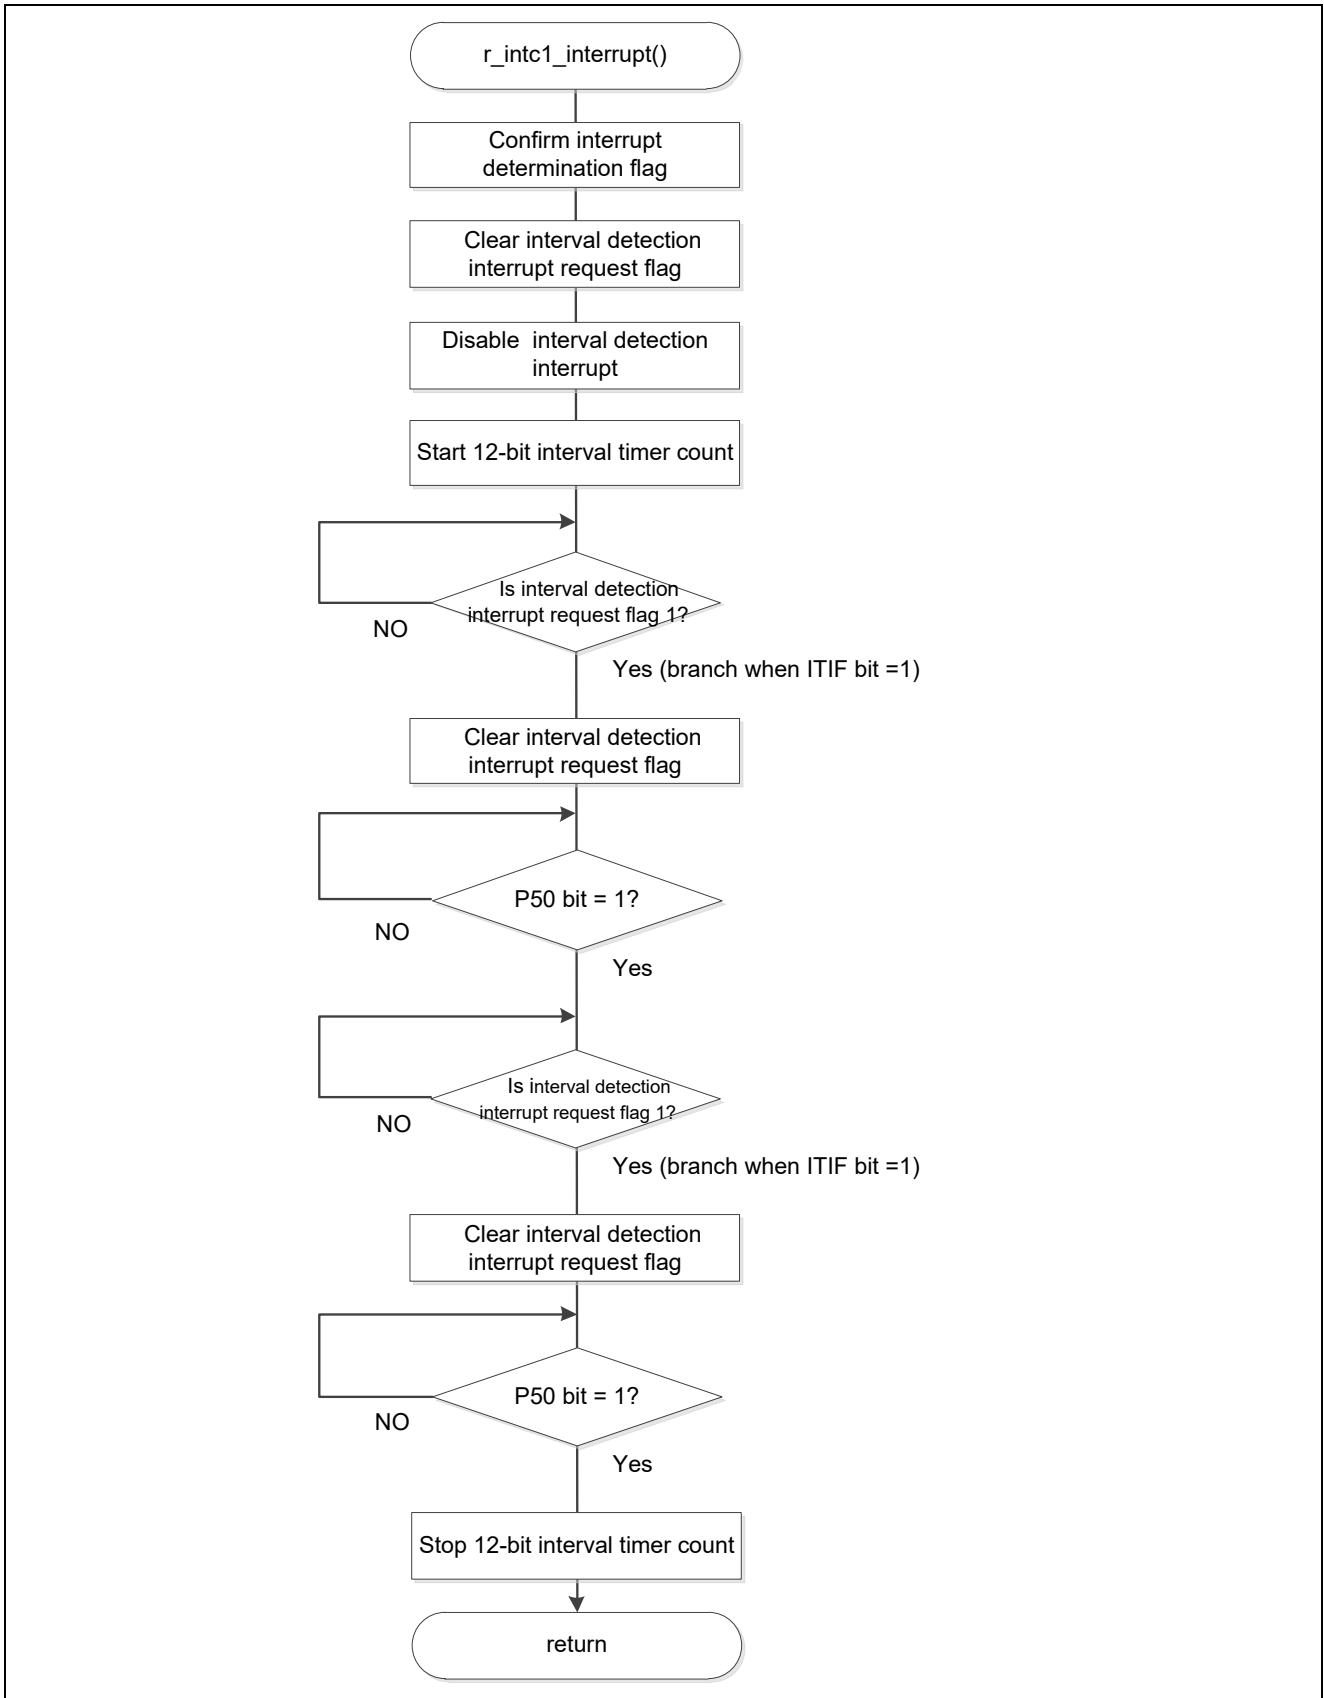 r_intc1_interrupt()
Confirm interrupt
determination flag
Clear interval detection
interrupt request flag
Disable  interval detection
interrupt
Start 12-bit interval timer count
Is interval detection
interrupt request flag 1?
NO
Yes (branch when ITIF bit =1)
Clear interval detection
interrupt request flag
P50 bit = 1?
NO
Yes
Is interval detection
interrupt request flag 1?
NO
Yes (branch when ITIF bit =1)
Clear interval detection
interrupt request flag
P50 bit = 1?
NO
Yes
Stop 12-bit interval timer count
return